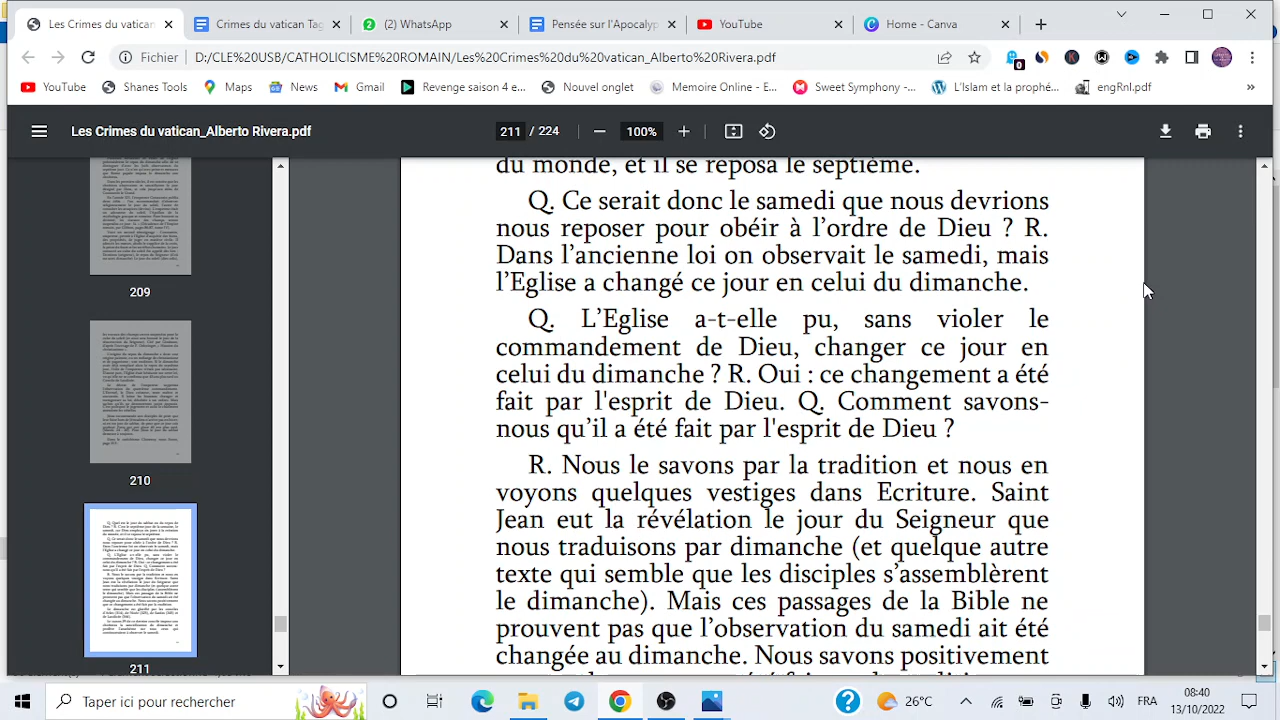 Les Crimes du vatican_Alberto R
Crimes du vatican Tag
(2) WhatsApp
Pensée sur l'Apocalyp
YouTube
Home - Canva
Fichier
D:/CLE%20USB/CATHOLICISME%20ROMAIN/Les%20Crimes%20du%20vatican_Alberto%20Rivera.pdf
0
YouTube
Shanes Tools
Maps
News
Gmail
Revenge saison 4 e...
Nouvel onglet
Memoire Online - E...
Sweet Symphony -...
L'Islam et la prophé...
engRnl.pdf
Les Crimes du vatican_Alberto Rivera.pdf
211 / 224
100%
209
210
211
du monde, et il se reposa le septième.
Q. Ce serait donc le samedi que nous devrions
nous reposer pour obéir à l'ordre de Dieu ? R.
Dans l'ancienne loi on observait le samedi, mais
l'Eglise a changé ce jour en celui du dimanche.
Q. L'Eglise a-t-elle pu, sans violer le
commandement de Dieu, changer ce jour en
celui du dimanche ? R. Oui : ce changement a été
fait par l'esprit de Dieu. Q. Comment savons-
nous qu'il a été fait par l'esprit de Dieu ?
R. Nous le savons par la tradition et nous en
voyons quelques vestiges dans Ecriture. Saint
Jean eut la révélation le jour du Seigneur que
nous traduisons par dimanche (et quelque autre
texte qui semble que les disciples s'assemblèrent
le dimanche). Mais ces passages de la Bible ne
prouvent pas que l'observation du samedi ait été
changée au dimanche. Nous savons positivement
Taper ici pour rechercher
26°C
FRA
08:40
13/10/2022